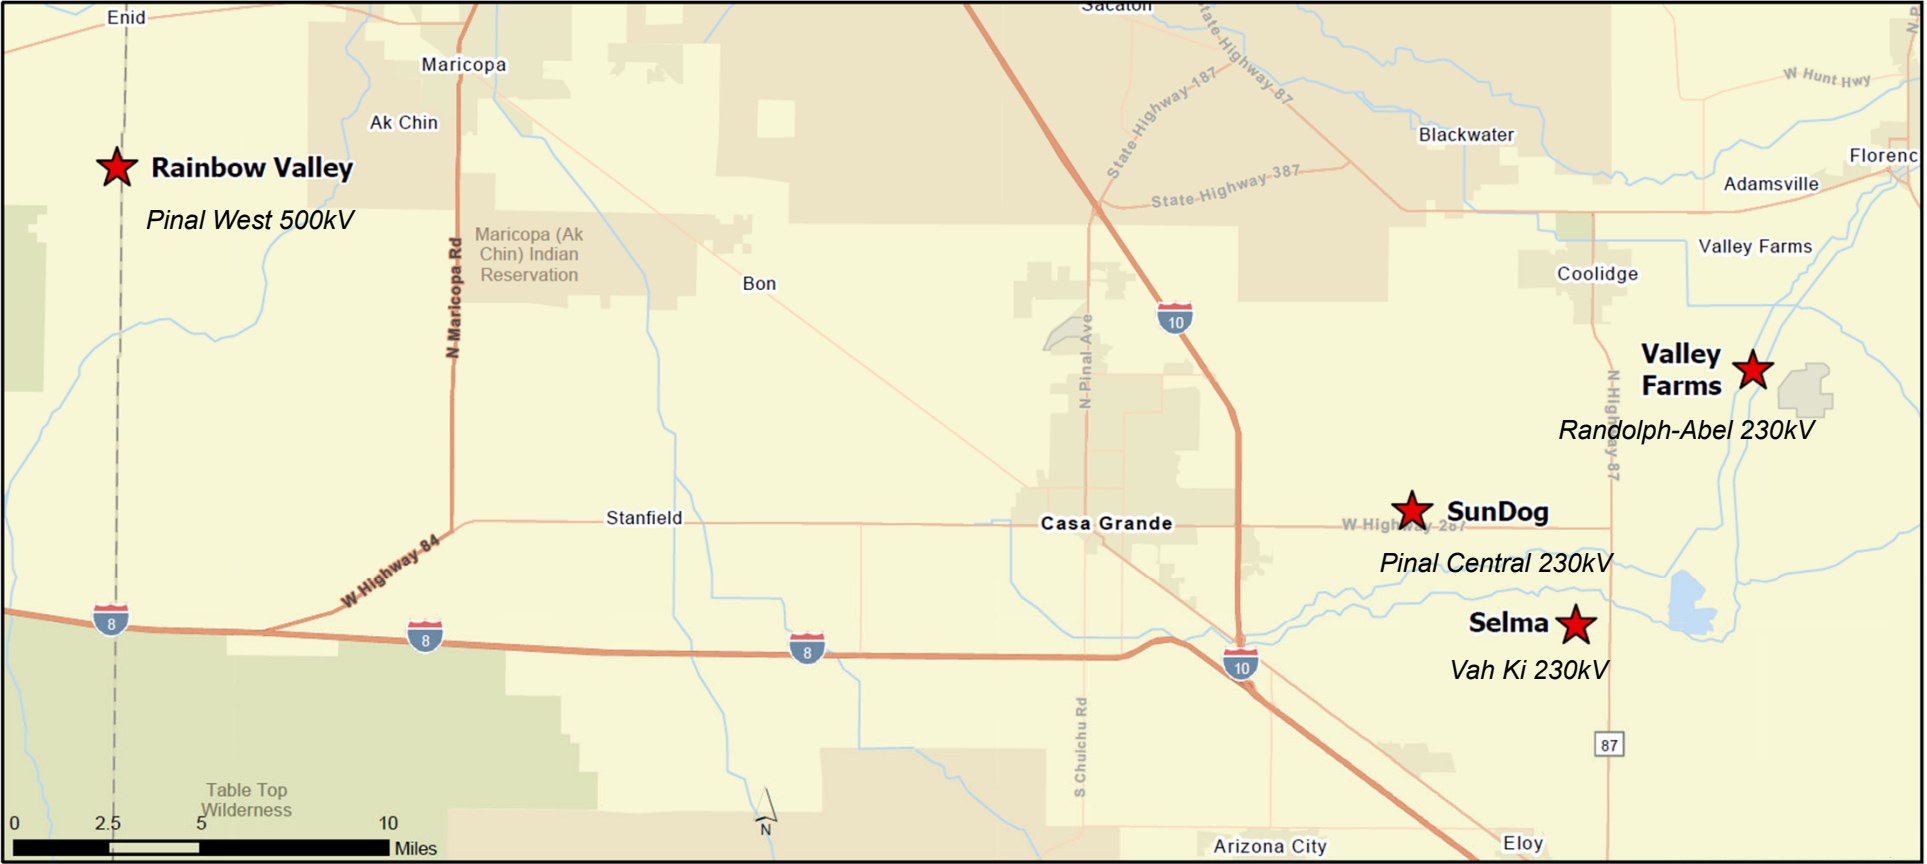 Enid
Sacaton
State Highway 87
N P
Maricopa
State Highway 187
W Hunt Hwy
Ak Chin
Blackwater
Florenc
Rainbow Valley
State Highway 387
Adamsville
Pinal West 500kV
N Maricopa Rd
Maricopa (Ak
Chin) Indian
Reservation
Valley Farms
Bon
Coolidge
10
N Pinal Ave
Valley
Farms
N Highway 87
Randolph-Abel 230kV
Stanfield
Casa Grande
SunDog
W Highway 287
W Highway 84
Pinal Central 230kV
8
8
8
Selma
10
Vah Ki 230kV
S Chuichu Rd
87
Table Top
Wilderness
0 2.5 5 10
Miles
N
Arizona City
Eloy